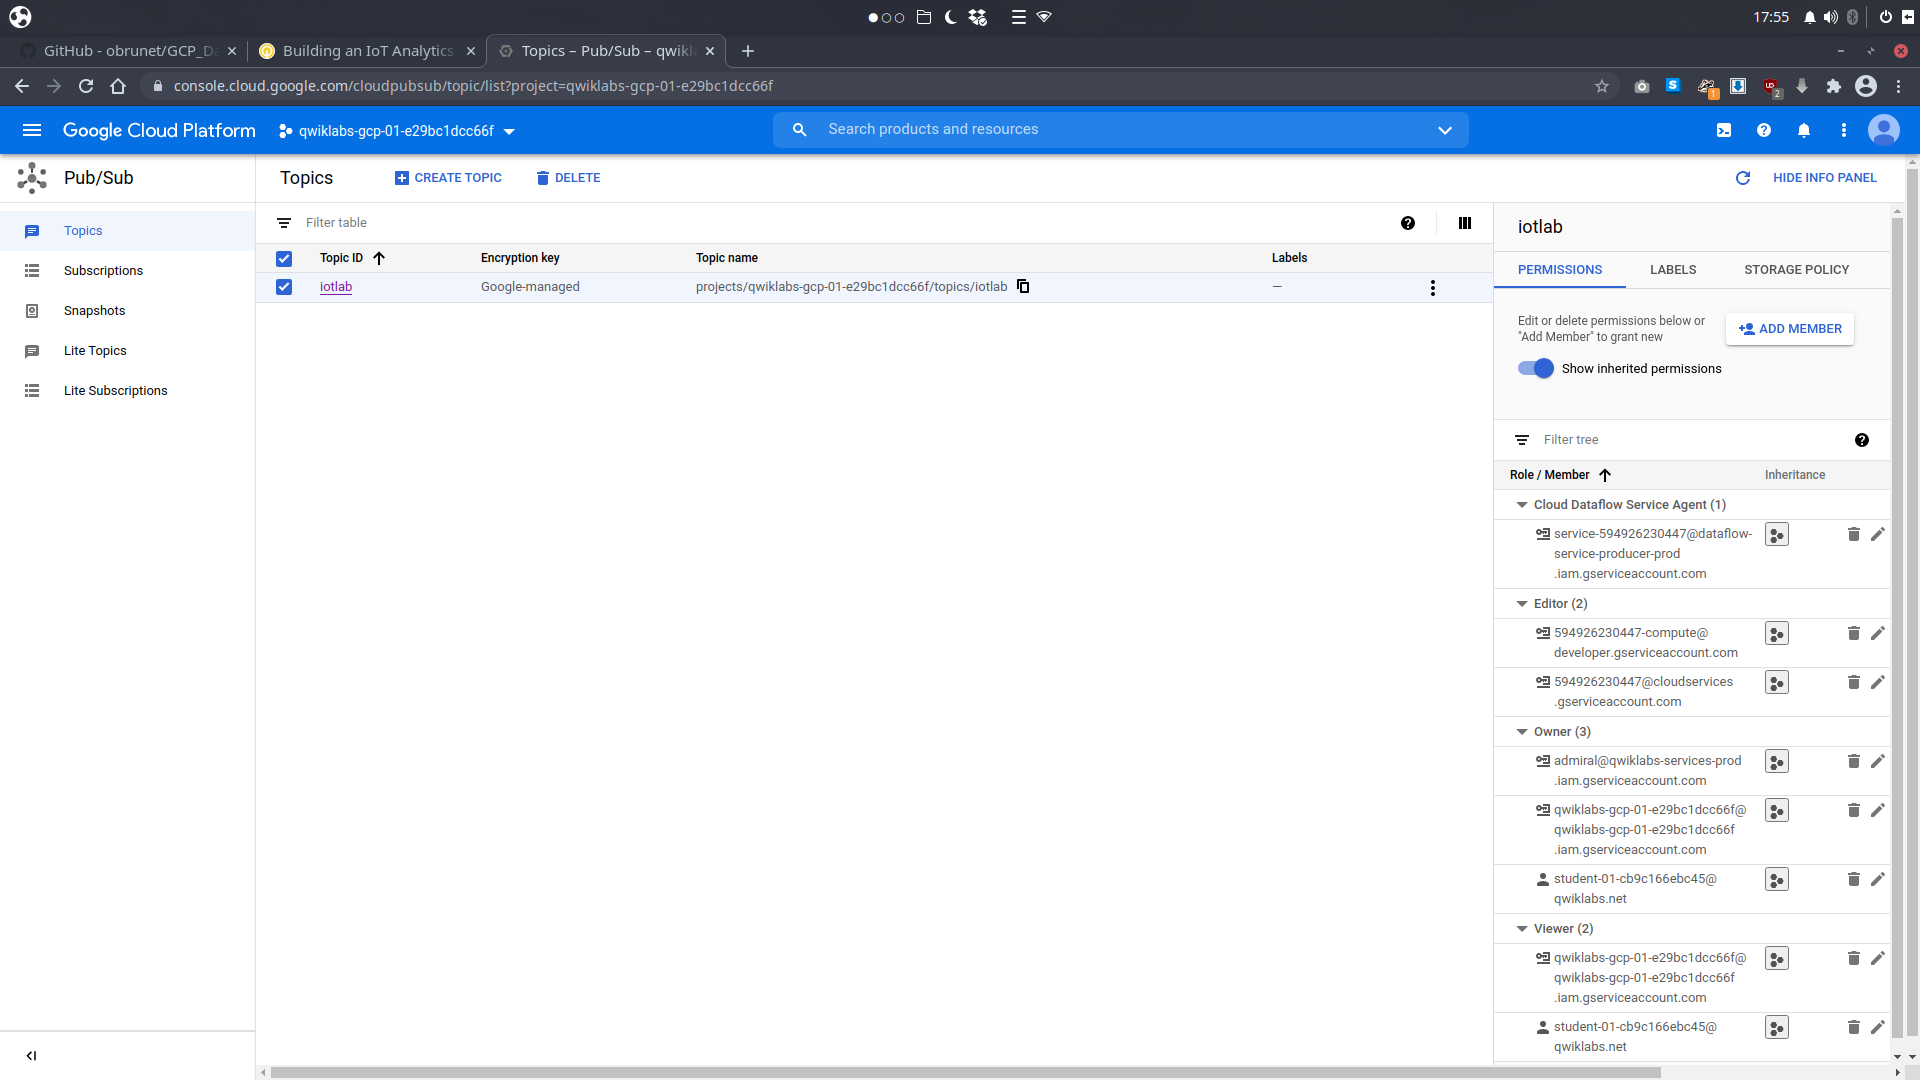 17:55
GitHub - obrunet/GCP_Da
Building an IoT Analytics
Topics – Pub/Sub – qwikla
console.cloud.google.com/cloudpubsub/topic/list?project=qwiklabs-gcp-01-e29bc1dcc66f
S
1
UD
2
Google Cloud Platform
qwiklabs-gcp-01-e29bc1dcc66f
Search products and resources
Pub/Sub
Topics
CREATE TOPIC
DELETE
HIDE INFO PANEL
Topics
Subscriptions
Snapshots
Lite Topics
Lite Subscriptions
Filter table
Topic ID
Encryption key
Topic name
Labels
iotlab
Google-managed
projects/qwiklabs-gcp-01-e29bc1dcc66f/topics/iotlab
—
iotlab
PERMISSIONS
LABELS
STORAGE POLICY
Edit or delete permissions below or
"Add Member" to grant new
ADD MEMBER
Show inherited permissions
Filter tree
Role / Member
Inheritance
Cloud Dataflow Service Agent (1)
service-594926230447@dataflow-
service-producer-prod
.iam.gserviceaccount.com
Editor (2)
594926230447-compute@
developer.gserviceaccount.com
594926230447@cloudservices
.gserviceaccount.com
Owner (3)
admiral@qwiklabs-services-prod
.iam.gserviceaccount.com
qwiklabs-gcp-01-e29bc1dcc66f@
qwiklabs-gcp-01-e29bc1dcc66f
.iam.gserviceaccount.com
student-01-cb9c166ebc45@
qwiklabs.net
Viewer (2)
qwiklabs-gcp-01-e29bc1dcc66f@
qwiklabs-gcp-01-e29bc1dcc66f
.iam.gserviceaccount.com
student-01-cb9c166ebc45@
qwiklabs.net